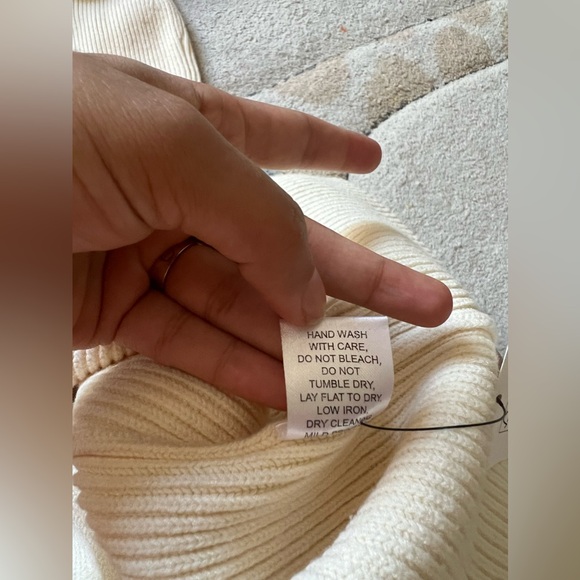 HAND WASH
WITH CARE,
DO NOT BLEACH,
DO NOT
TUMBLE DRY,
LAY FLAT TO DRY
LOW IRON,
DRY CLEAN
MILD